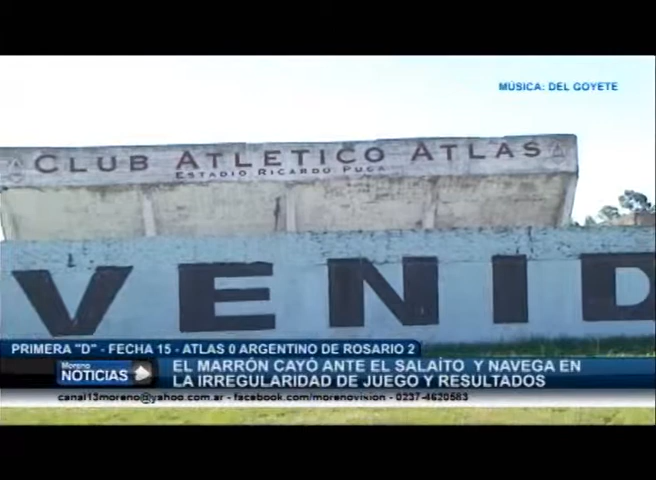 MÚSICA: DEL GOYETE
CLUB ATLETICO ATLAS
ESTADIO RICARDO PUGA
VENID
PRIMERA "D" - FECHA 15 - ATLAS 0 ARGENTINO DE ROSARIO 2
Moreno
NOTICIAS
EL MARRÓN CAYÓ ANTE EL SALAÍTO Y NAVEGA EN
LA IRREGULARIDAD DE JUEGO Y RESULTADOS
canal13moreno@yahoo.com.ar - facebook.com/morenovision - 0237-4620583